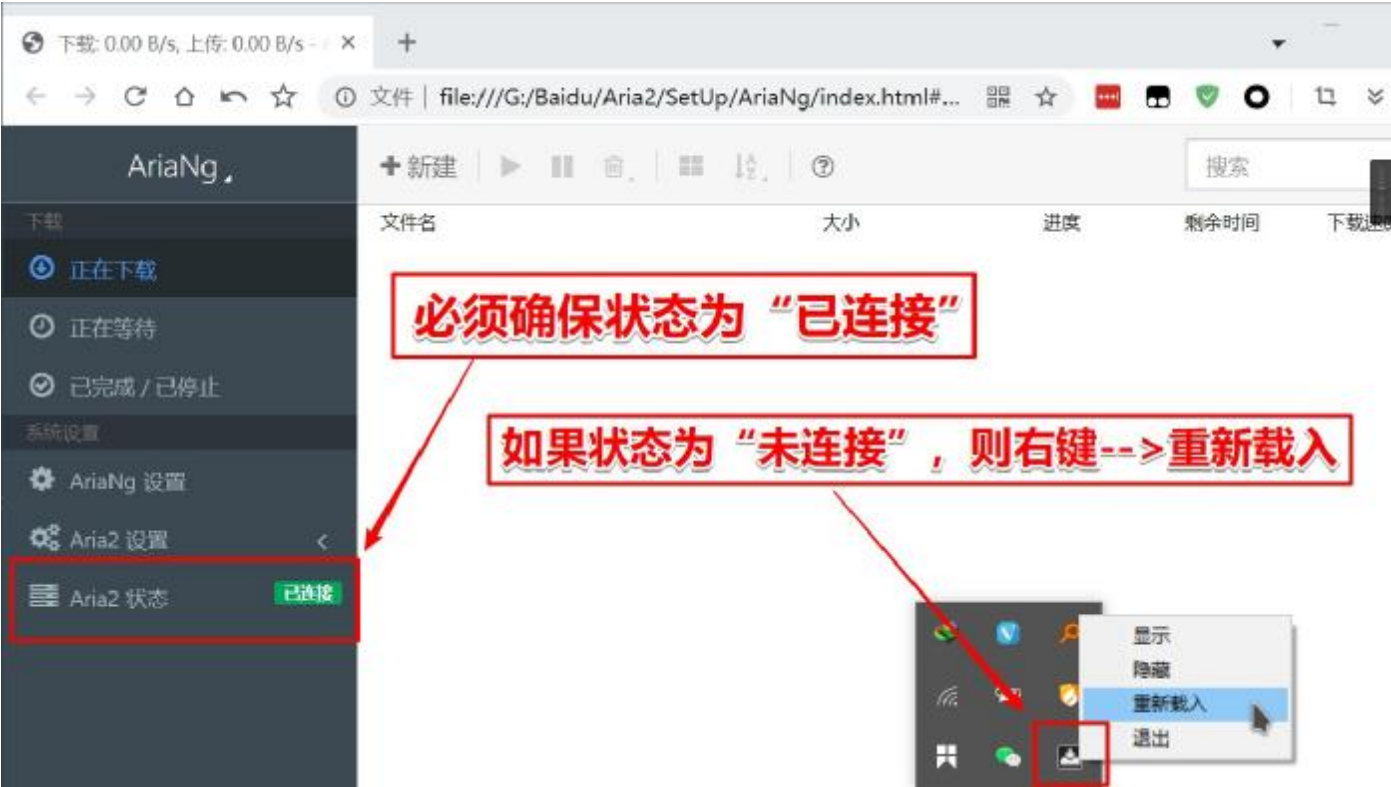 下载: 0.00 B/s, 上传: 0.00 B/s -
文件 | file:///G:/Baidu/Aria2/SetUp/AriaNg/index.html#...
AriaNg
新建
搜索
下载
文件名 大小 进度 剩余时间 下载速度
正在下载
必须确保状态为“已连接”
正在等待
已完成 / 已停止
系统设置
如果状态为“未连接”,则右键-->重新载入
AriaNg 设置
Aria2 设置
Aria2 状态 已连接
显示
隐藏
重新载入
退出